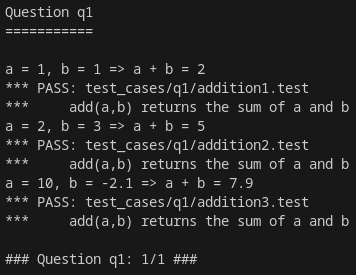 Question q1
===========
a = 1, b = 1 => a + b = 2
*** PASS: test_cases/q1/addition1.test
***     add(a,b) returns the sum of a and b
a = 2, b = 3 => a + b = 5
*** PASS: test_cases/q1/addition2.test
***     add(a,b) returns the sum of a and b
a = 10, b = -2.1 => a + b = 7.9
*** PASS: test_cases/q1/addition3.test
***     add(a,b) returns the sum of a and b
### Question q1: 1/1 ###